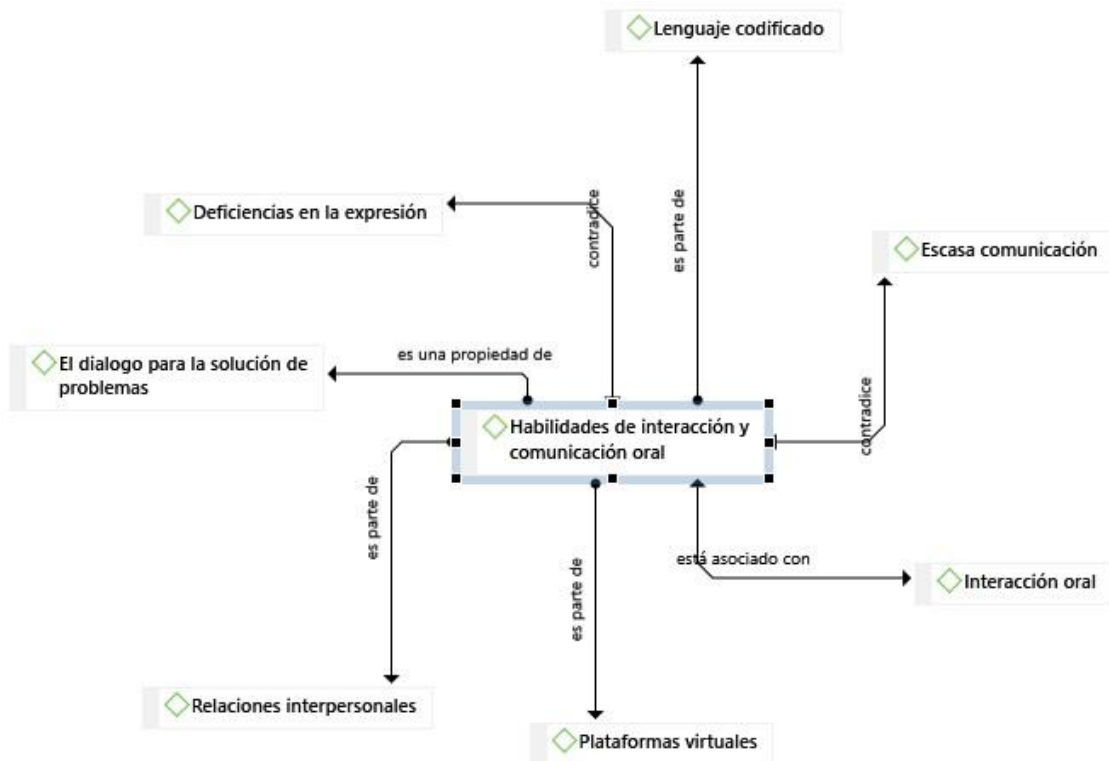 Lenguaje codificado
Deficiencias en la expresión
contradice
es parte de
Escasa comunicación
El dialogo para la solución de
problemas
es una propiedad de
Habilidades de interacción y
comunicación oral
contradice
es parte de
es parte de
está asociado con
Interacción oral
Relaciones interpersonales
Plataformas virtuales